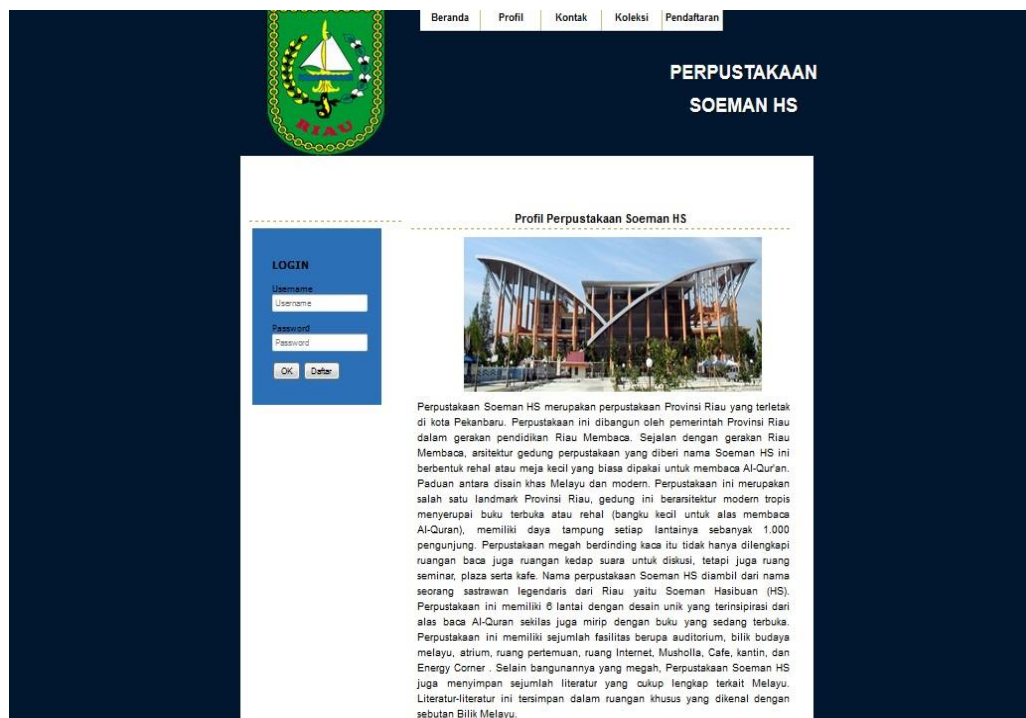 Beranda Profil Kontak Koleksi Pendaftaran
RIAU
PERPUSTAKAAN
SOEMAN HS
Profil Perpustakaan Soeman HS
LOGIN
Username
Username
Password
Password
OK Daftar
Perpustakaan Soeman HS merupakan perpustakaan Provinsi Riau yang terletak
di kota Pekanbaru. Perpustakaan ini dibangun oleh pemerintah Provinsi Riau
dalam gerakan pendidikan Riau Membaca. Sejalan dengan gerakan Riau
Membaca, arsitektur gedung perpustakaan yang diberi nama Soeman HS ini
berbentuk rehal atau meja kecil yang biasa dipakai untuk membaca Al-Qur'an.
Paduan antara disain khas Melayu dan modern. Perpustakaan ini merupakan
salah satu landmark Provinsi Riau, gedung ini berarsitektur modern tropis
menyerupai buku terbuka atau rehal (bangku kecil untuk alas membaca
Al-Quran), memiliki daya tampung setiap lantainya sebanyak 1.000
pengunjung. Perpustakaan megah berdinding kaca itu tidak hanya dilengkapi
ruangan baca juga ruangan kedap suara untuk diskusi, tetapi juga ruang
seminar, plaza serta kafe. Nama perpustakaan Soeman HS diambil dari nama
seorang sastrawan legendaris dari Riau yaitu Soeman Hasibuan (HS).
Perpustakaan ini memiliki 6 lantai dengan desain unik yang terinsipirasi dari
alas baca Al-Quran sekilas juga mirip dengan buku yang sedang terbuka.
Perpustakaan ini memiliki sejumlah fasilitas berupa auditorium, bilik budaya
melayu, atrium, ruang pertemuan, ruang Internet, Musholla, Cafe, kantin, dan
Energy Corner . Selain bangunannya yang megah, Perpustakaan Soeman HS
juga menyimpan sejumlah literatur yang cukup lengkap terkait Melayu.
Literatur-literatur ini tersimpan dalam ruangan khusus yang dikenal dengan
sebutan Bilik Melayu.